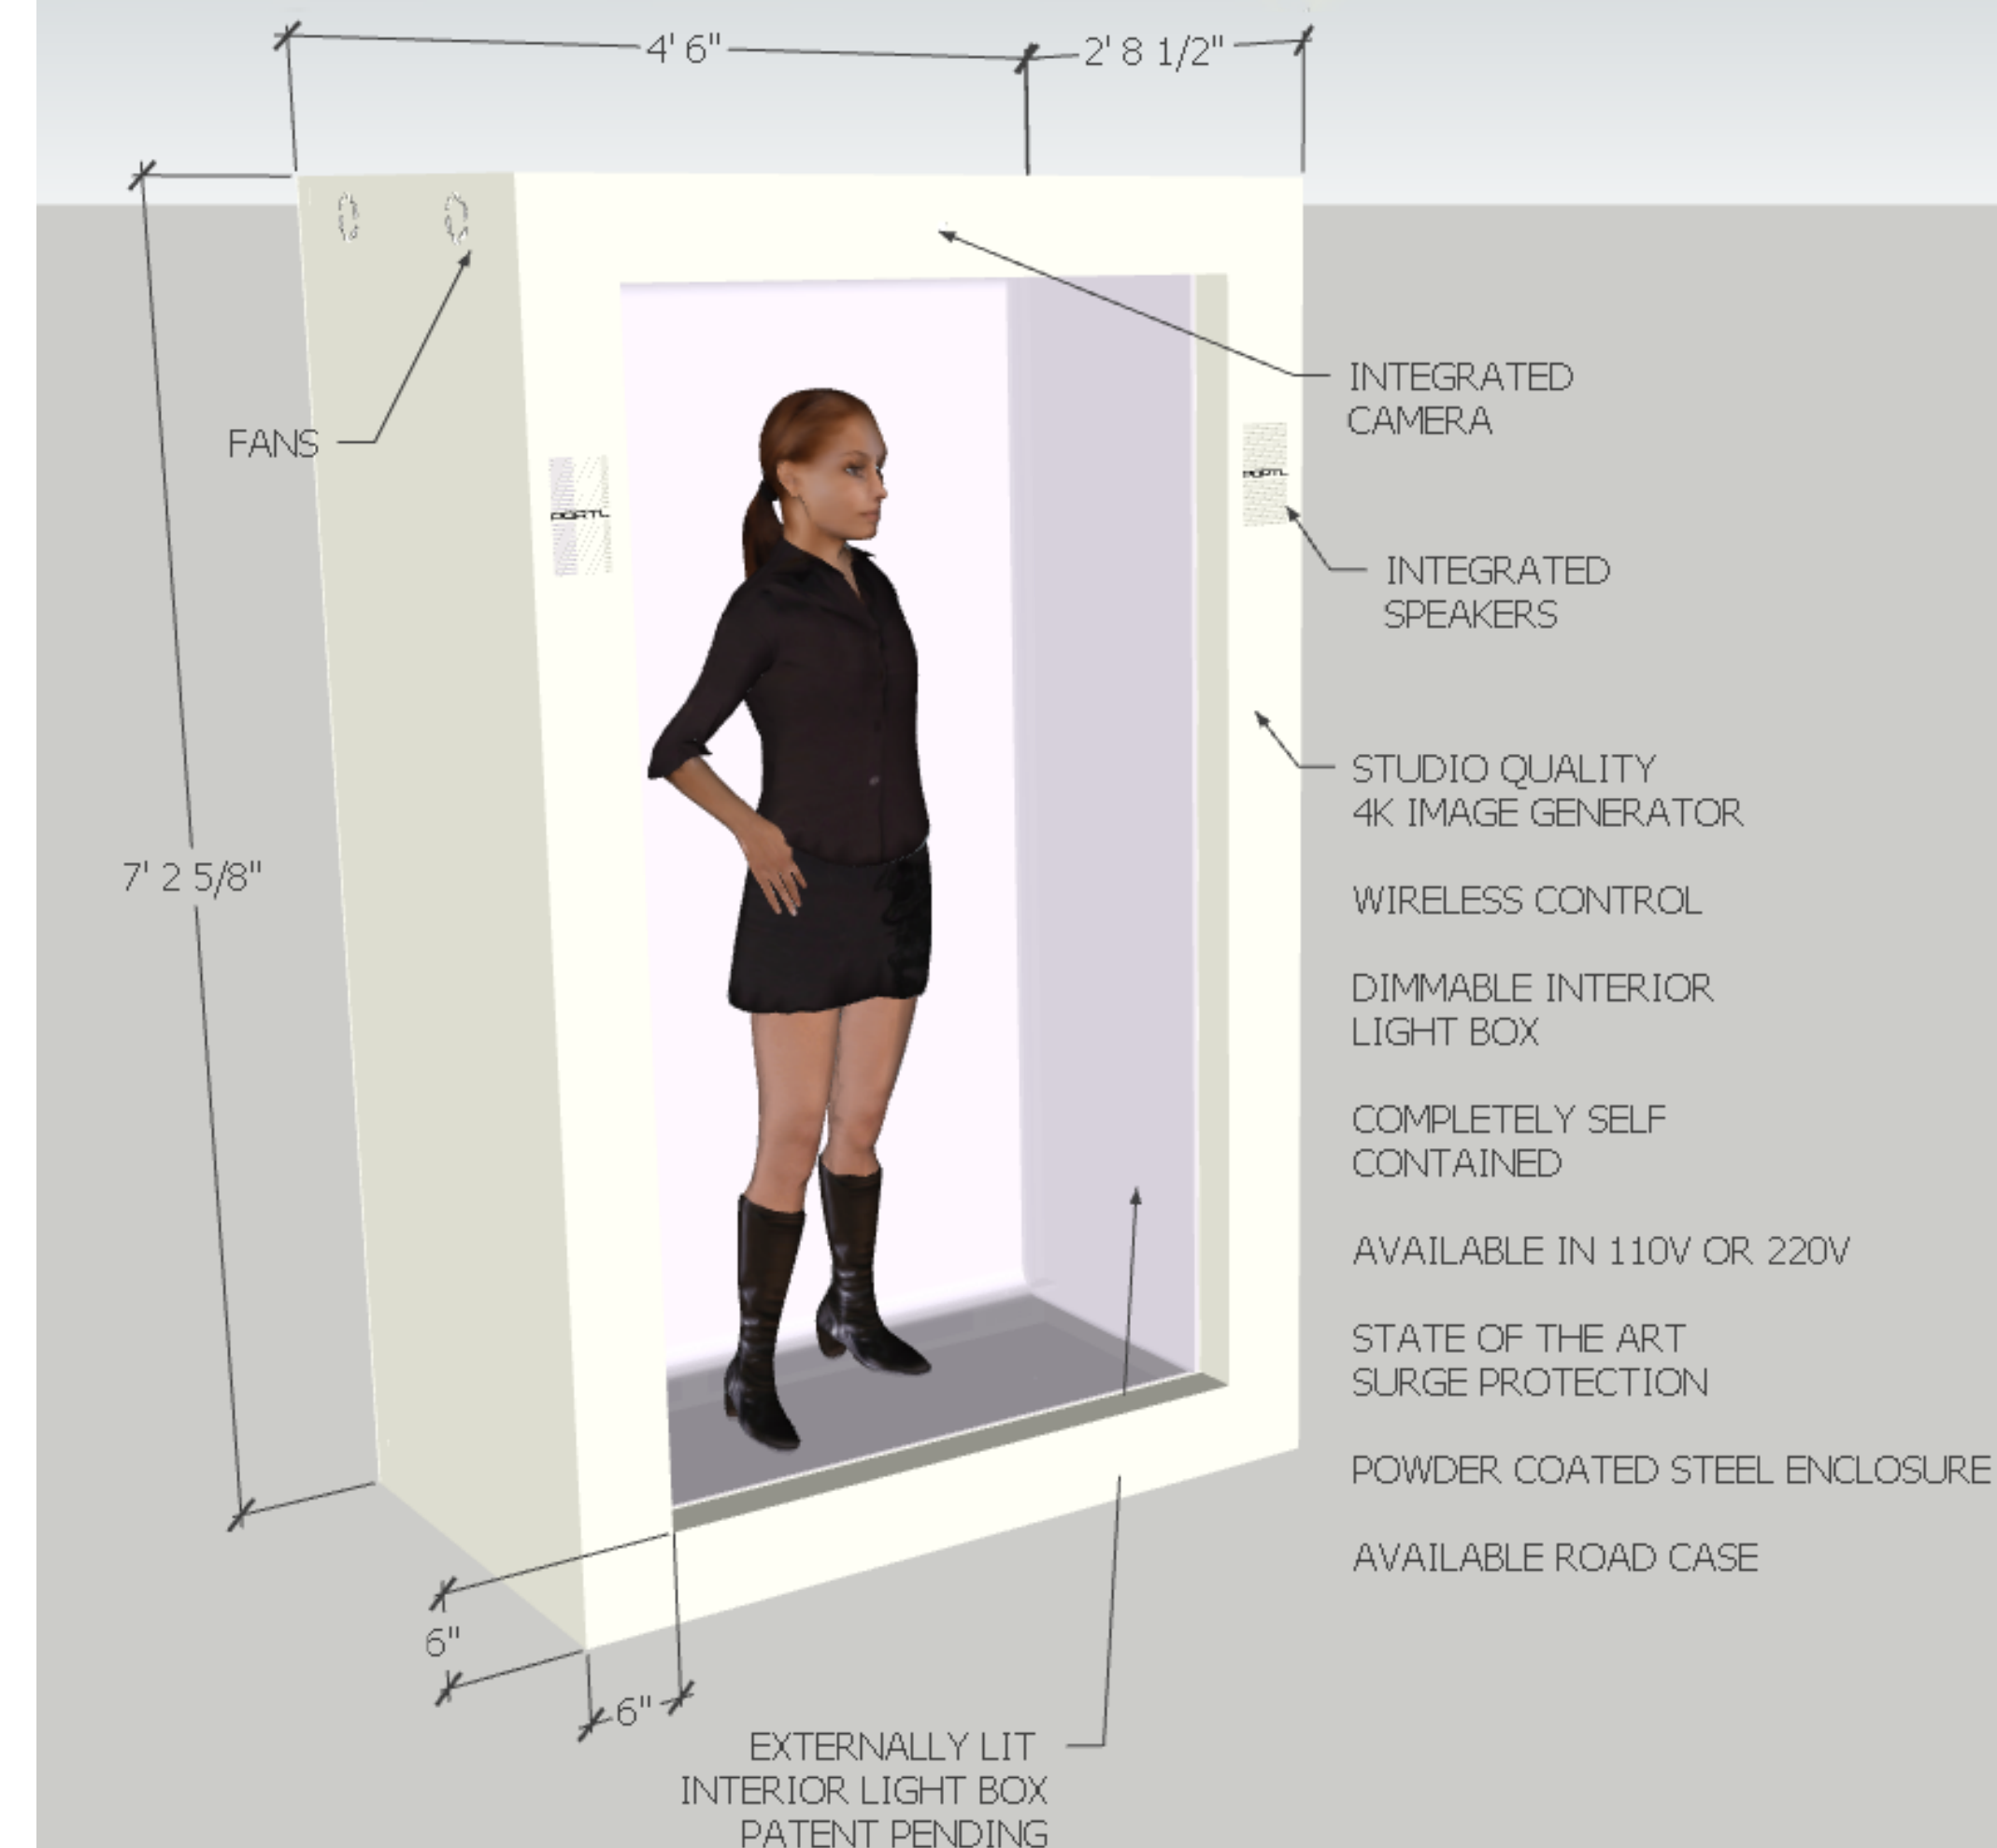 4' 6"
2' 8 1/2"
INTEGRATED
CAMERA
FANS
PORTL
PORTL
INTEGRATED
SPEAKERS
STUDIO QUALITY
4K IMAGE GENERATOR
7' 2 5/8"
WIRELESS CONTROL
DIMMABLE INTERIOR
LIGHT BOX
COMPLETELY SELF
CONTAINED
AVAILABLE IN 110V OR 220V
STATE OF THE ART
SURGE PROTECTION
POWDER COATED STEEL ENCLOSURE
AVAILABLE ROAD CASE
6"
6"
EXTERNALLY LIT
INTERIOR LIGHT BOX
PATENT PENDING